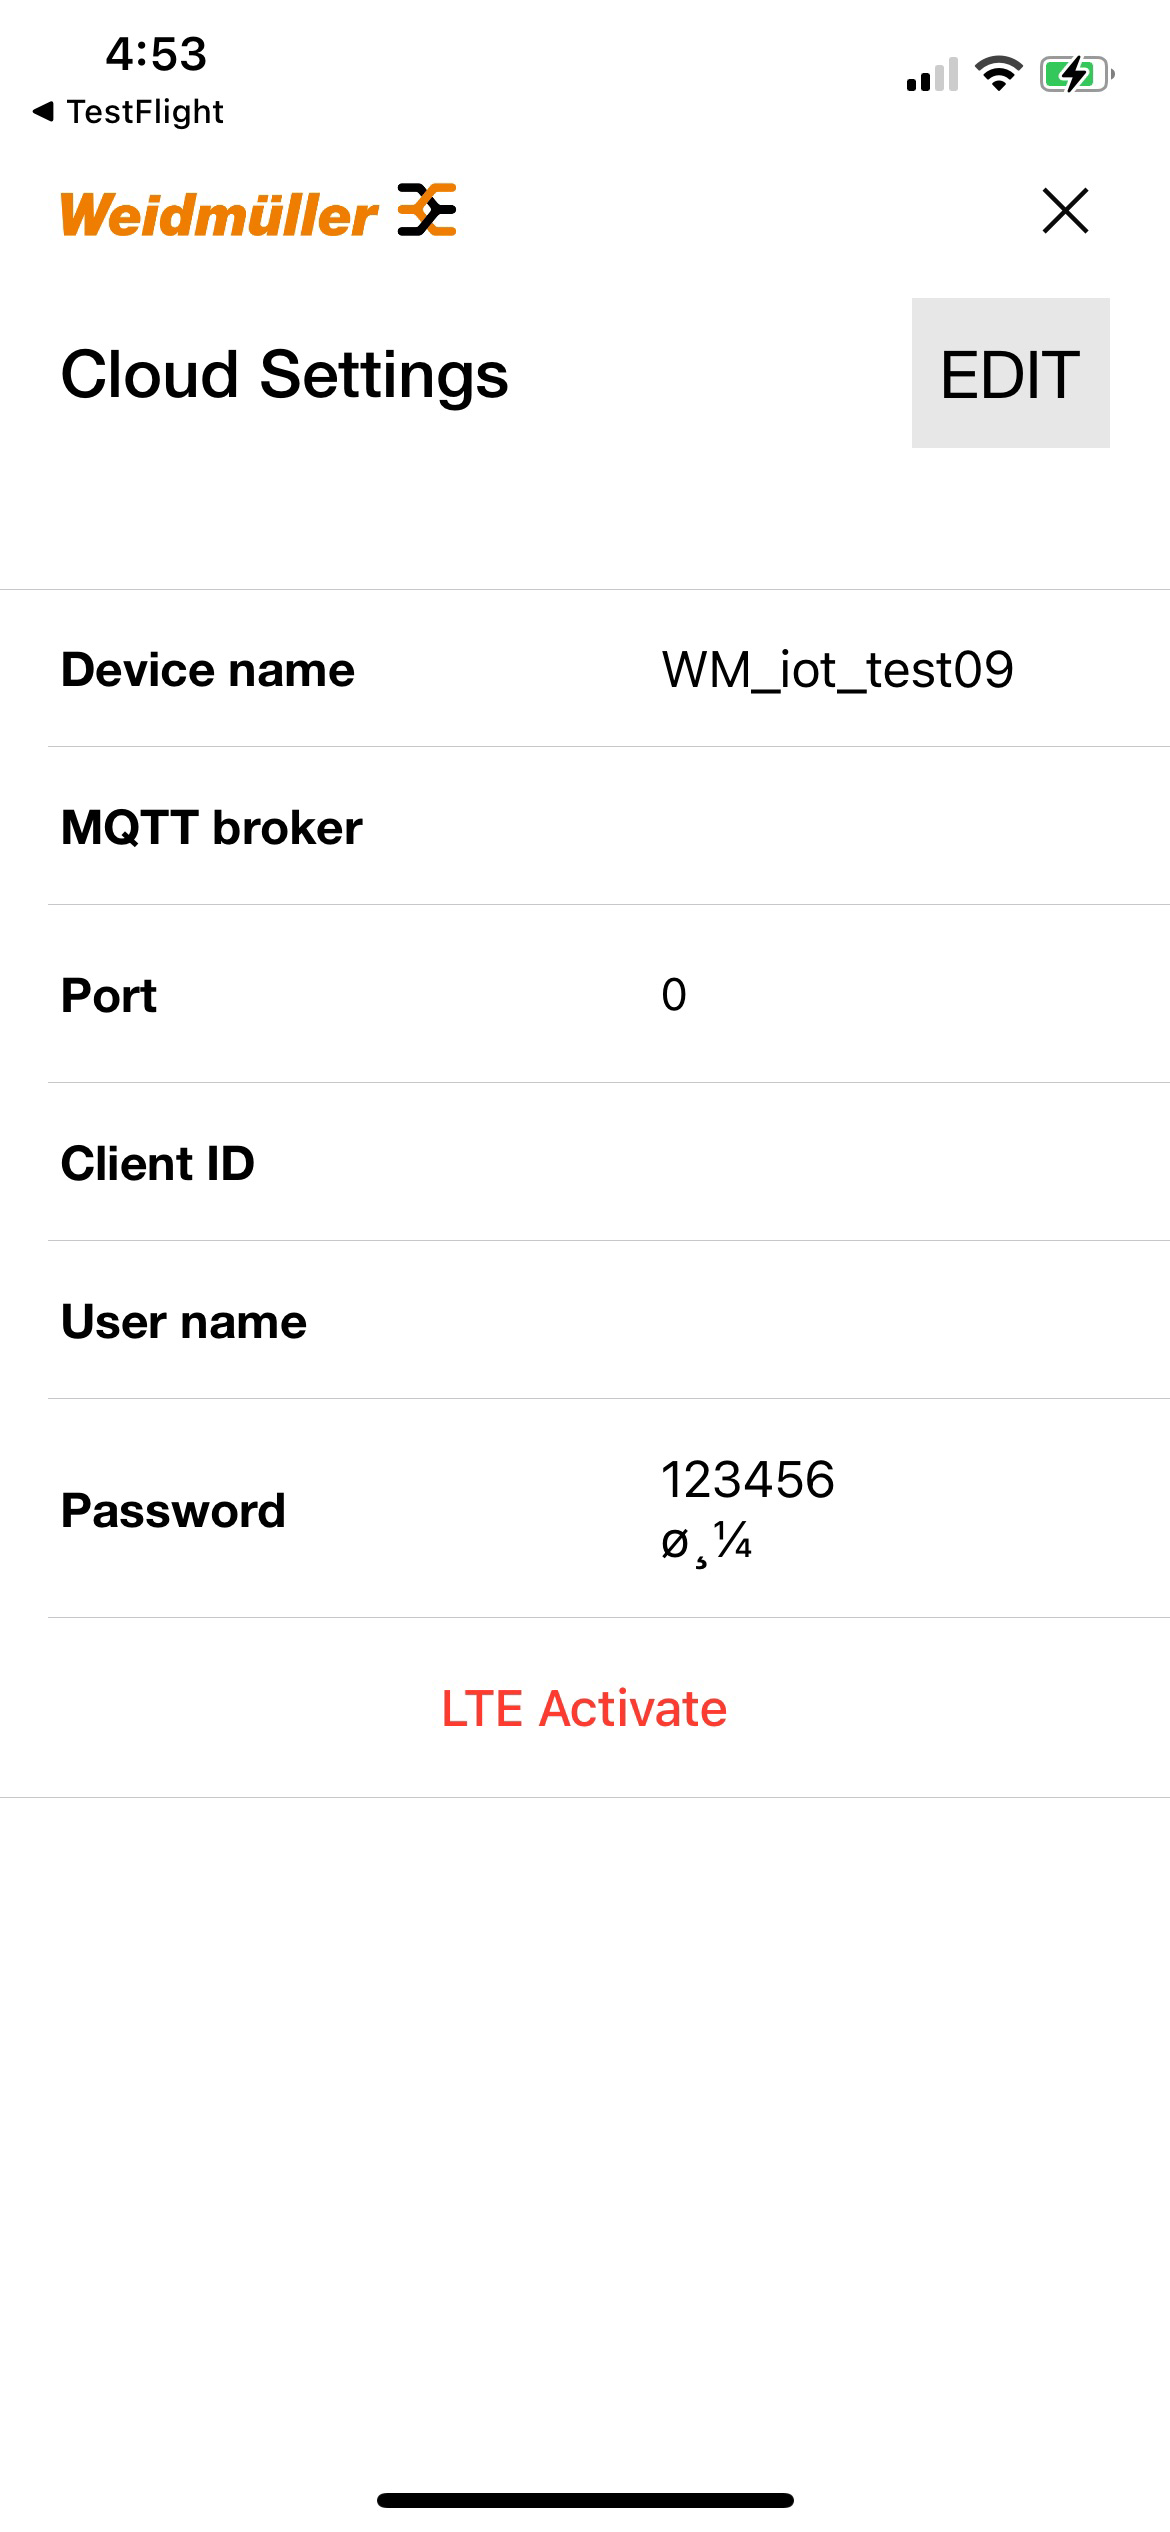 4:53
◀ TestFlight
Weidmüller
Cloud Settings
EDIT
Device name WM_iot_test09
MQTT broker
Port 0
Client ID
User name
Password 123456
ø¸¼
LTE Activate